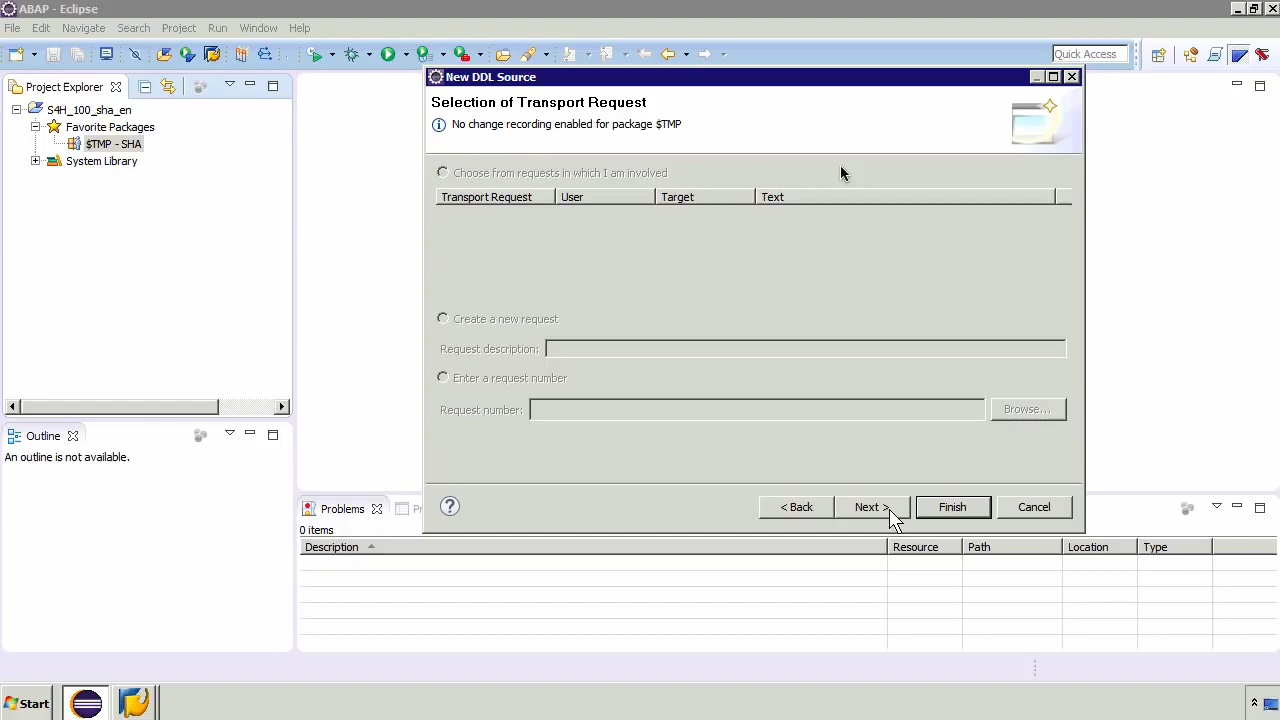 ABAP - Eclipse
File Edit Navigate Search Project Run Window Help
Quick Access
Project Explorer
S4H_100_sha_en
Favorite Packages
$TMP - SHA
System Library
Outline
An outline is not available.
New DDL Source
Selection of Transport Request
No change recording enabled for package $TMP
Choose from requests in which I am involved
Transport Request User Target Text
Create a new request
Request description:
Enter a request number
Request number: Browse...
< Back Next > Finish Cancel
Problems
0 items
Description Resource Path Location Type
Start